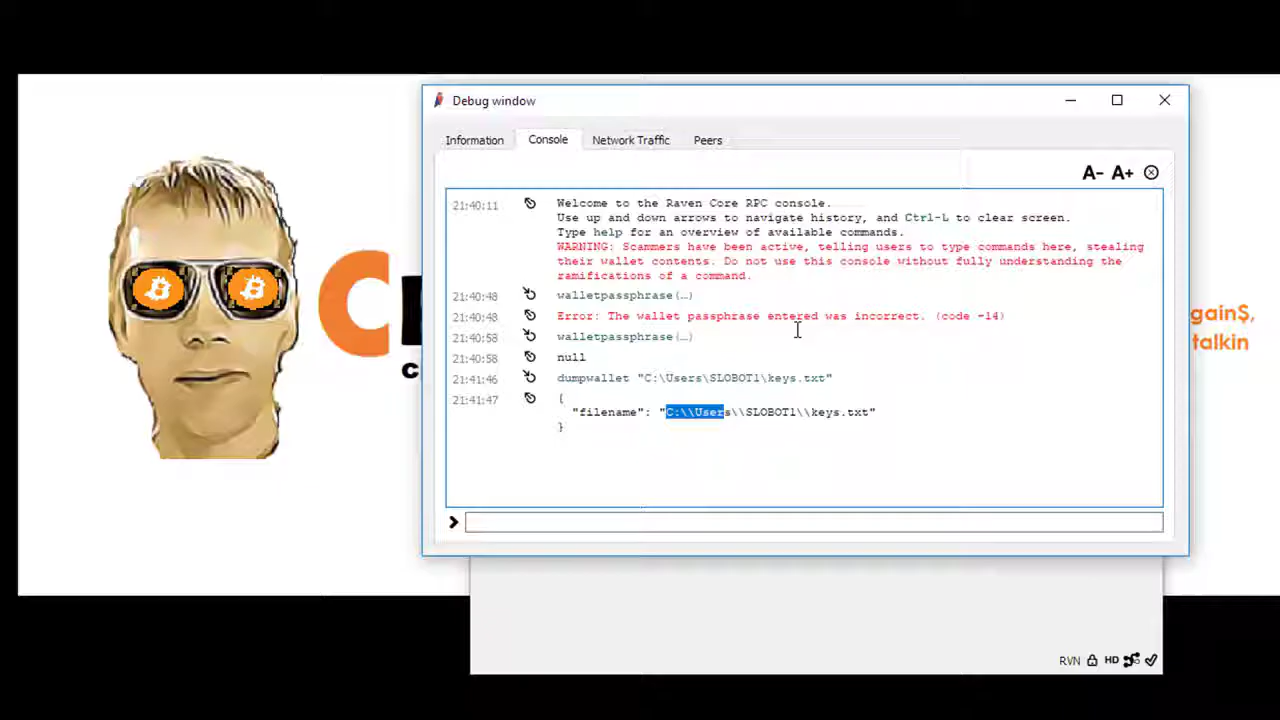 Debug window
Information Console Network Traffic Peers
A- A+
21:40:11 Welcome to the Raven Core RPC console.
Use up and down arrows to navigate history, and Ctrl-L to clear screen.
Type help for an overview of available commands.
WARNING: Scammers have been active, telling users to type commands here, stealing
their wallet contents. Do not use this console without fully understanding the
ramifications of a command.
21:40:48 walletpassphrase(…)
21:40:48 Error: The wallet passphrase entered was incorrect. (code -14)
21:40:58 walletpassphrase(…)
21:40:58 null
21:41:46 dumpwallet "C:\Users\SLOBOT1\keys.txt"
21:41:47 {
"filename": "C:\\Users\\SLOBOT1\\keys.txt"
}
gain$,
talkin
C
c
RVN HD